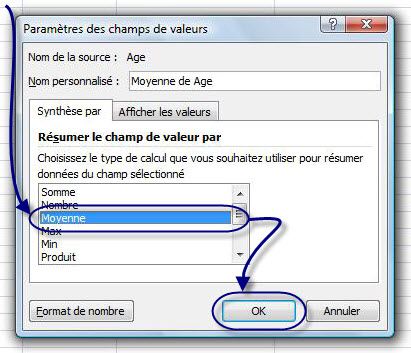 Paramètres des champs de valeurs
Nom de la source : Age
Nom personnalisé : Moyenne de Age
Synthèse par Afficher les valeurs
Résumer le champ de valeur par
Choisissez le type de calcul que vous souhaitez utiliser pour résumer
données du champ sélectionné
Somme
Nombre
Moyenne
Max
Min
Produit
Format de nombre OK Annuler